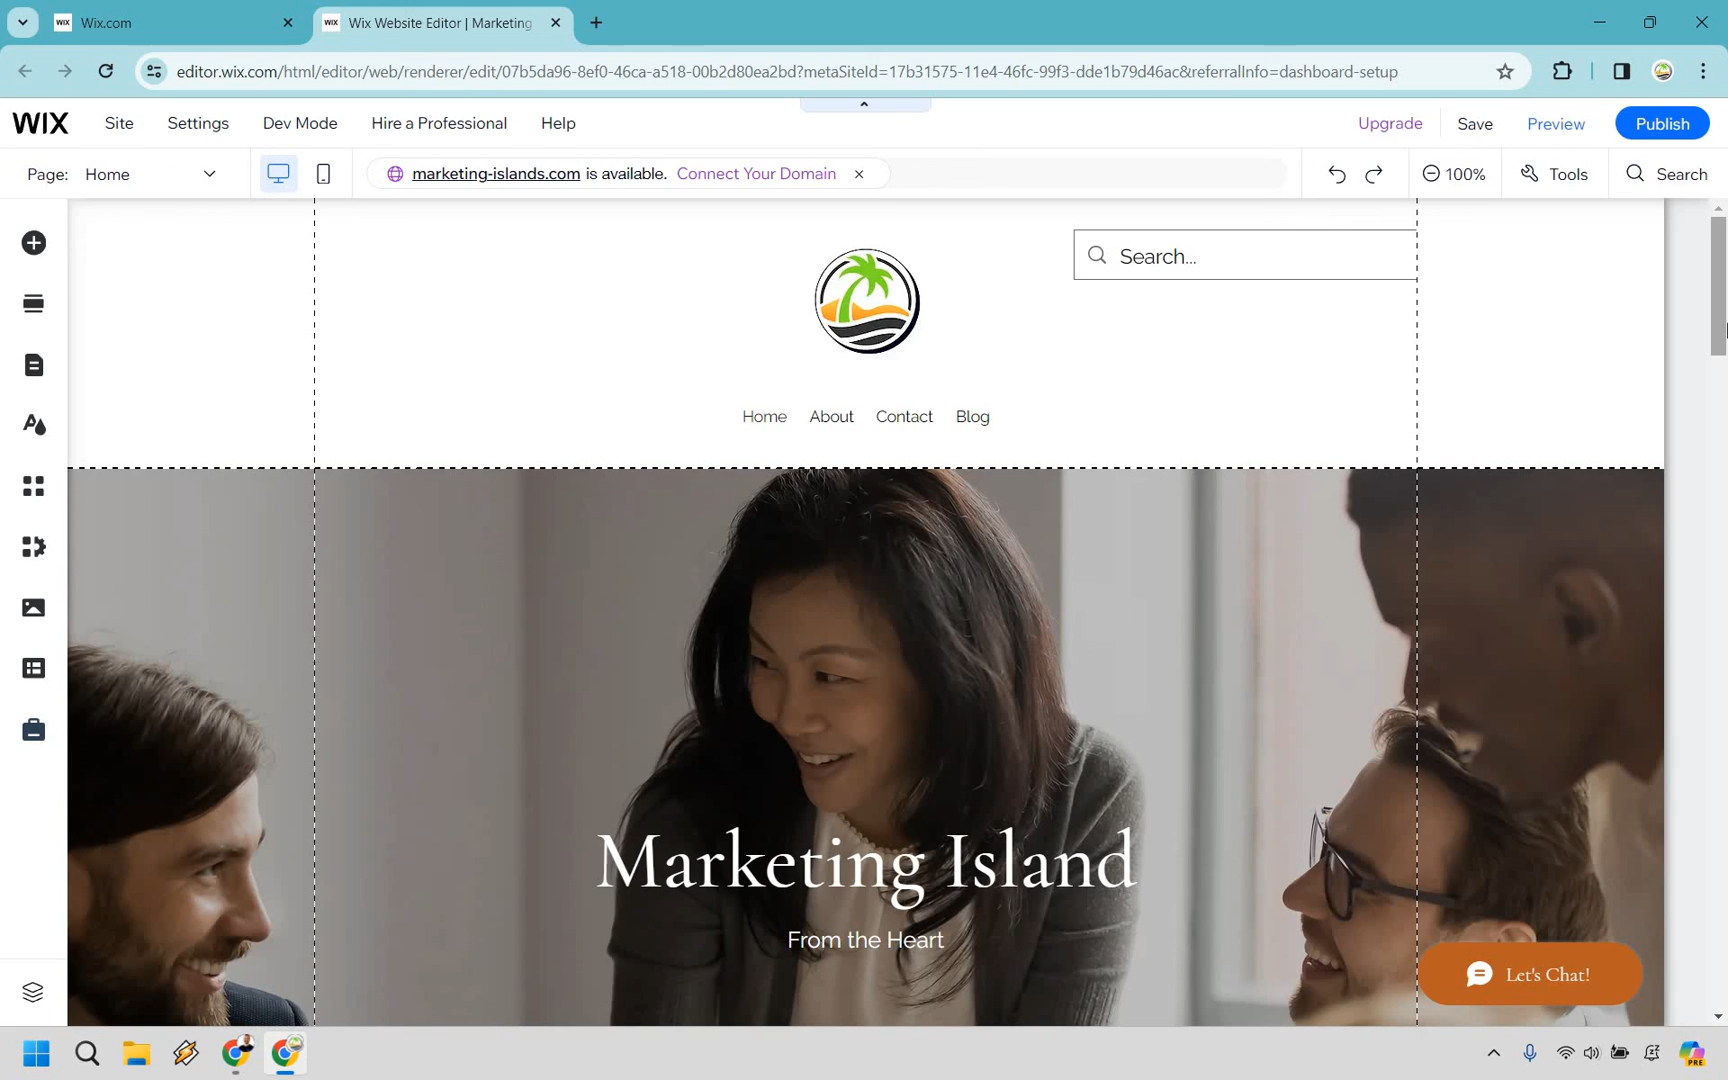 WIX Wix.com
WIX Wix Website Editor | Marketing
editor.wix.com/html/editor/web/renderer/edit/07b5da96-8ef0-46ca-a518-00b2d80ea2bd?metaSiteId=17b31575-11e4-46fc-99f3-dde1b79d46ac&referralInfo=dashboard-setup
WIX Site Settings Dev Mode Hire a Professional Help Upgrade Save Preview Publish
Page: Home marketing-islands.com is available. Connect Your Domain 100% Tools Search
Search...
Home About Contact Blog
Marketing Island
From the Heart
Let's Chat!
PRE